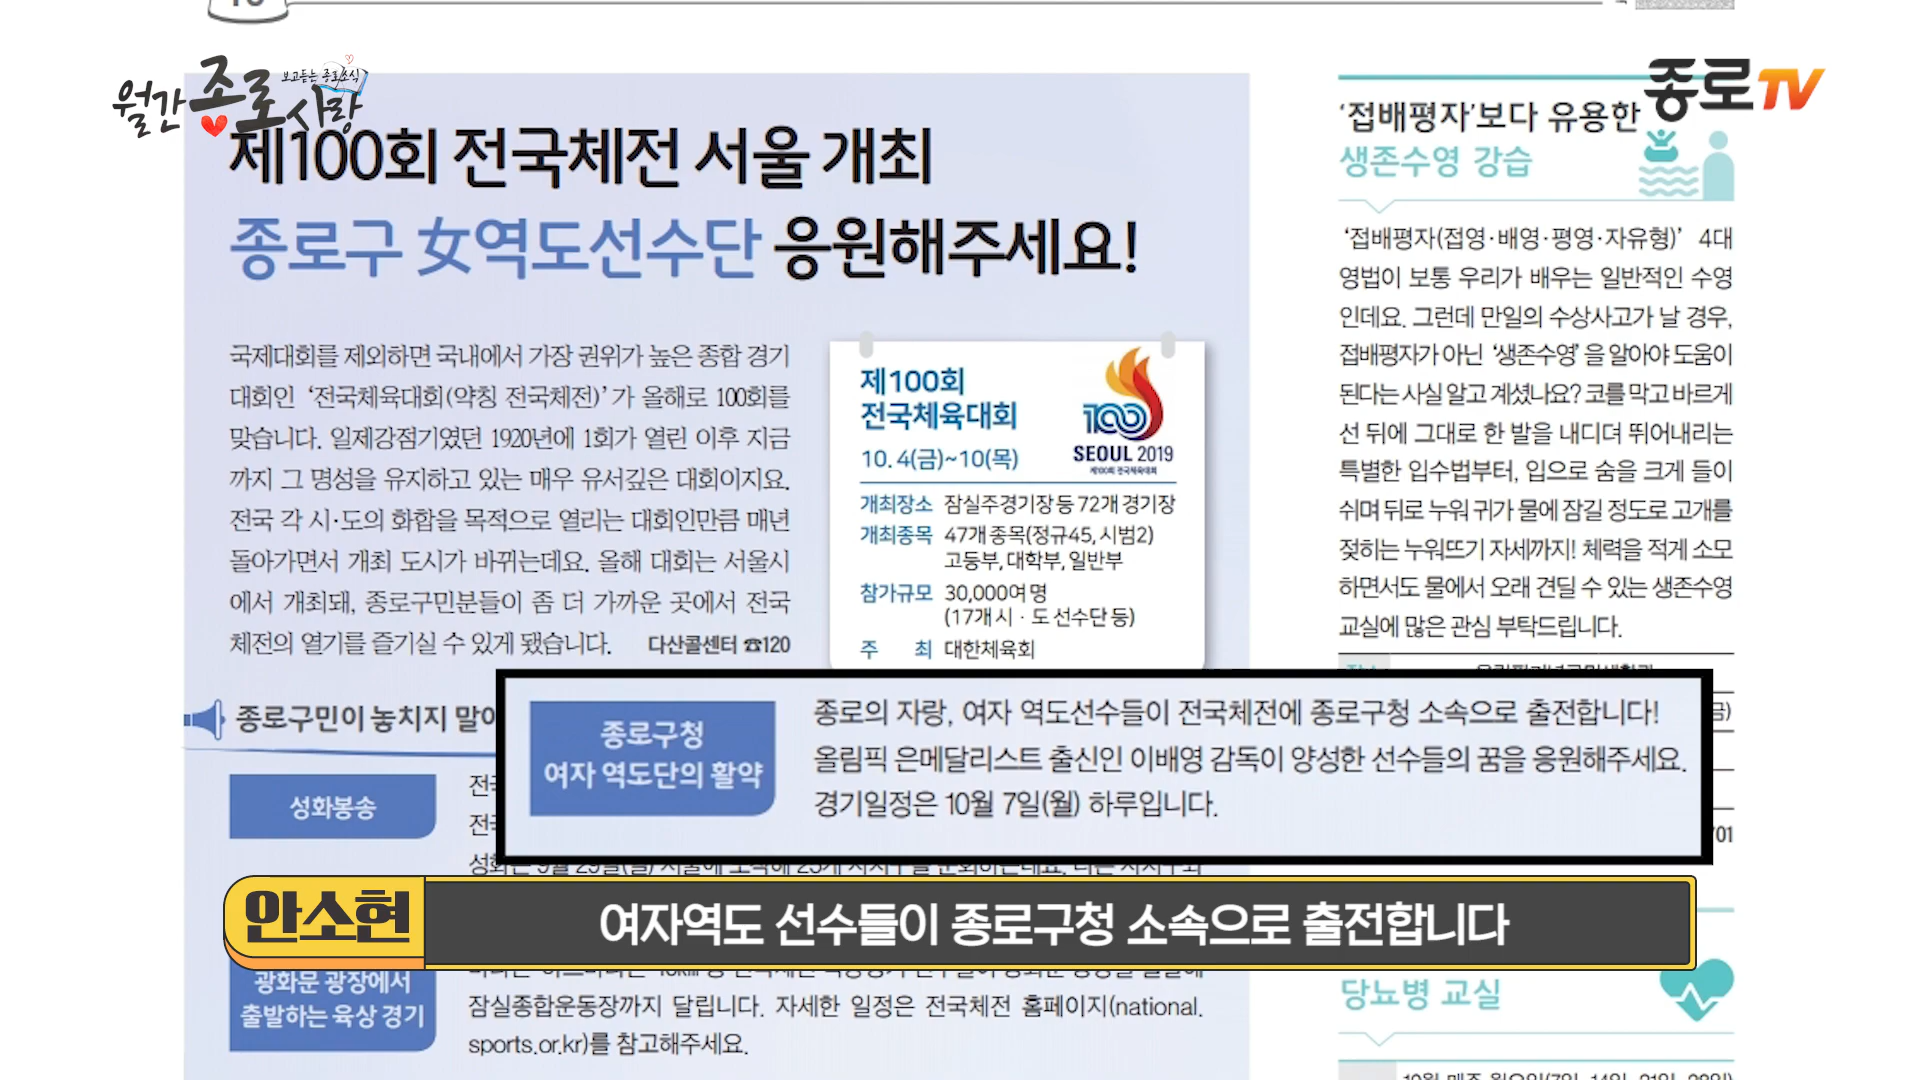 월간 종로 사랑
보고 듣는 종로소식
종로TV
제100회 전국체전 서울 개최
종로구 女역도선수단 응원해주세요!
국제대회를 제외하면 국내에서 가장 권위가 높은 종합 경기
대회인 ‘전국체육대회(약칭 전국체전)’가 올해로 100회를
맞습니다. 일제강점기였던 1920년에 1회가 열린 이후 지금
까지 그 명성을 유지하고 있는 매우 유서깊은 대회이지요.
전국 각 시·도의 화합을 목적으로 열리는 대회인만큼 매년
돌아가면서 개최 도시가 바뀌는데요. 올해 대회는 서울시
에서 개최돼, 종로구민분들이 좀 더 가까운 곳에서 전국
체전의 열기를 즐기실 수 있게 됐습니다. 다산콜센터 ☎120
제100회
전국체육대회
10. 4(금)~10(목)
100
SEOUL 2019
제100회 전국체육대회
개최장소 잠실주경기장 등 72개 경기장
개최종목 47개 종목(정규45, 시범2)
고등부, 대학부, 일반부
참가규모 30,000여 명
(17개 시 · 도 선수단 등)
주 최 대한체육회
종로구민이 놓치지 말아
종로구청
여자 역도단의 활약
종로의 자랑, 여자 역도선수들이 전국체전에 종로구청 소속으로 출전합니다!
올림픽 은메달리스트 출신인 이배영 감독이 양성한 선수들의 꿈을 응원해주세요.
경기일정은 10월 7일(월) 하루입니다.
성화봉송
안소현
여자역도 선수들이 종로구청 소속으로 출전합니다
광화문 광장에서
출발하는 육상 경기
잠실종합운동장까지 달립니다. 자세한 일정은 전국체전 홈페이지(national.
sports.or.kr)를 참고해주세요.
‘접배평자’보다 유용한
생존수영 강습
‘접배평자(접영·배영·평영·자유형)’ 4대
영법이 보통 우리가 배우는 일반적인 수영
인데요. 그런데 만일의 수상사고가 날 경우,
접배평자가 아닌 ‘생존수영’을 알아야 도움이
된다는 사실 알고 계셨나요? 코를 막고 바르게
선 뒤에 그대로 한 발을 내디뎌 뛰어내리는
특별한 입수법부터, 입으로 숨을 크게 들이
쉬며 뒤로 누워 귀가 물에 잠길 정도로 고개를
젖히는 누워뜨기 자세까지! 체력을 적게 소모
하면서도 물에서 오래 견딜 수 있는 생존수영
교실에 많은 관심 부탁드립니다.
당뇨병 교실